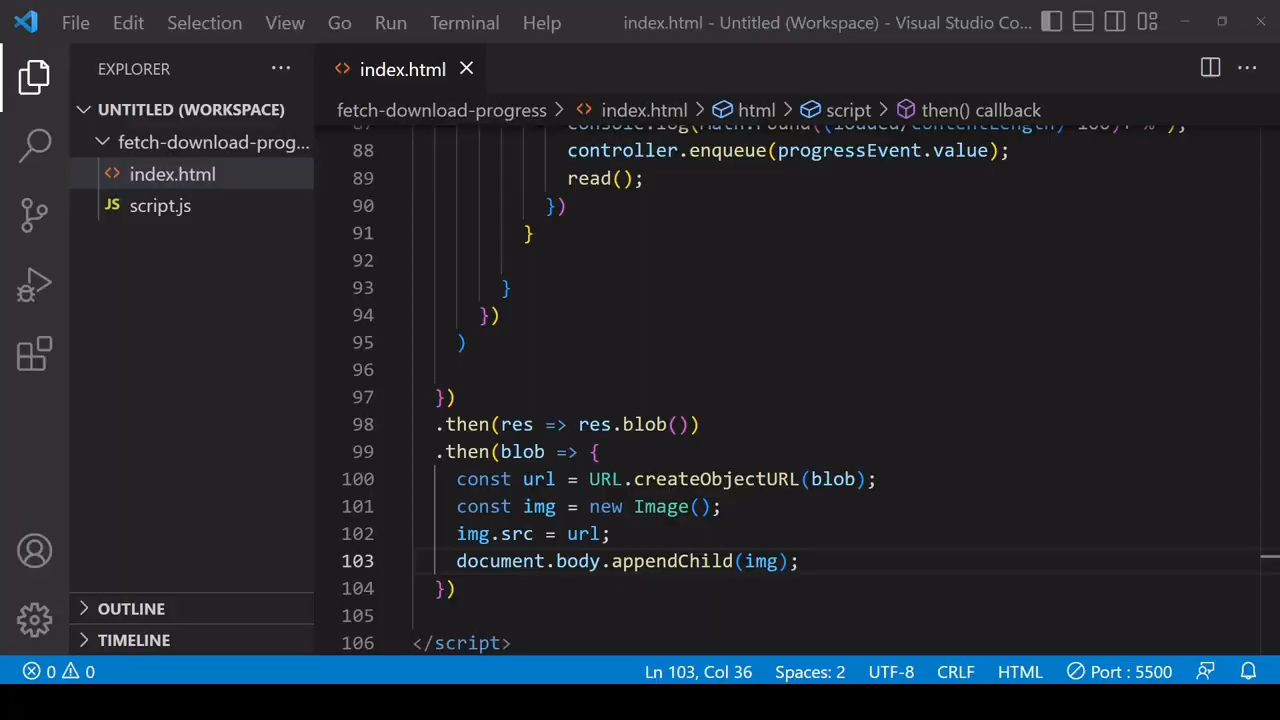 File Edit Selection View Go Run Terminal Help index.html - Untitled (Workspace) - Visual Studio Co...
EXPLORER
UNTITLED (WORKSPACE)
fetch-download-prog...
index.html
JS script.js
OUTLINE
TIMELINE
index.html
fetch-download-progress > index.html > html > script > then() callback
88 controller.enqueue(progressEvent.value);
89 read();
90 })
91 }
92
93 }
94 })
95 )
96
97 })
98 .then(res => res.blob())
99 .then(blob => {
100 const url = URL.createObjectURL(blob);
101 const img = new Image();
102 img.src = url;
103 document.body.appendChild(img);
104 })
105
106 </script>
0 0 Ln 103, Col 36 Spaces: 2 UTF-8 CRLF HTML Port : 5500